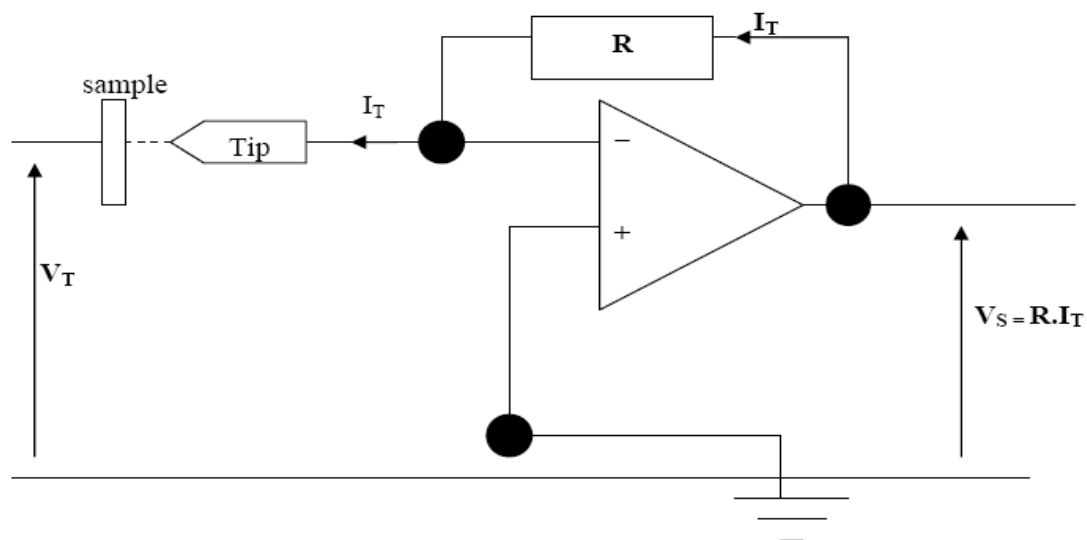 I_T
R
sample
I_T
Tip
−
+
V_T
V_S = R.I_T